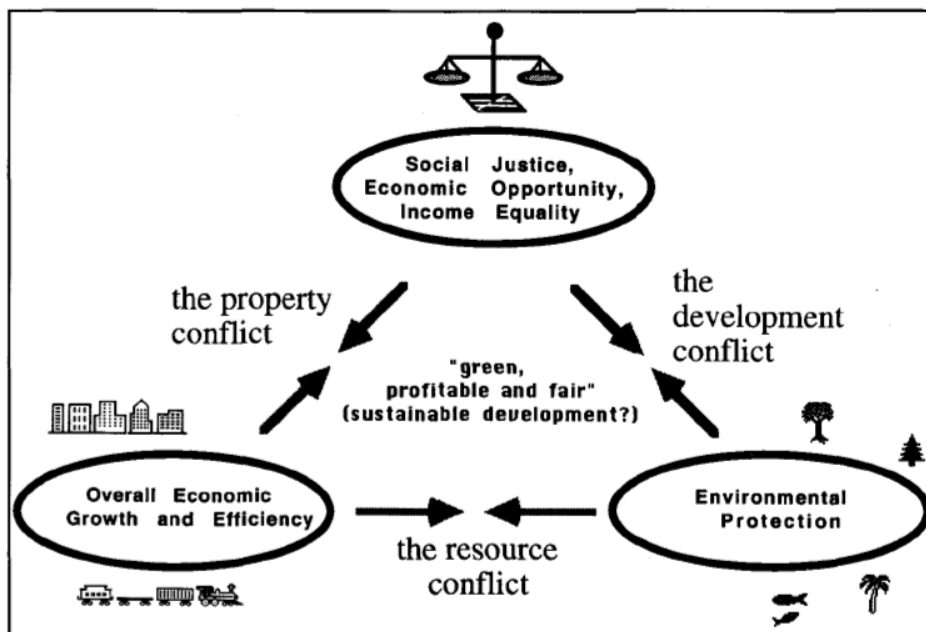 Social Justice,
Economic Opportunity,
Income Equality
the property
conflict
the
development
conflict
"green,
profitable and fair"
(sustainable development?)
Overall Economic
Growth and Efficiency
Environmental
Protection
the resource
conflict